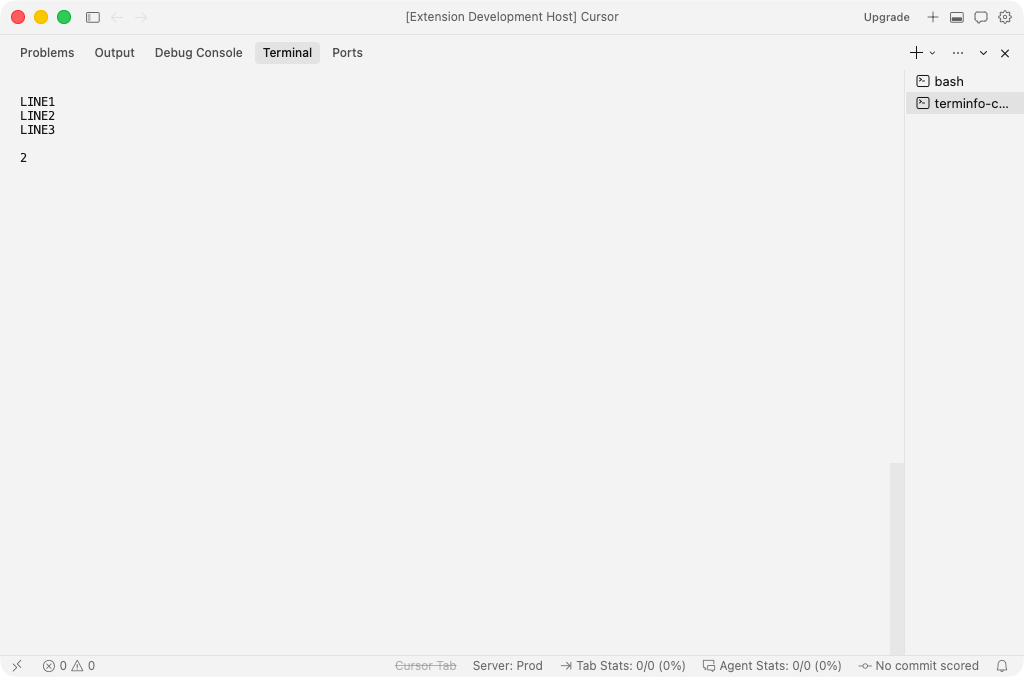 [Extension Development Host] Cursor
Upgrade
Problems Output Debug Console Terminal Ports
bash
terminfo-c...
LINE1
LINE2
LINE3
2
0 0 Cursor Tab Server: Prod Tab Stats: 0/0 (0%) Agent Stats: 0/0 (0%) No commit scored